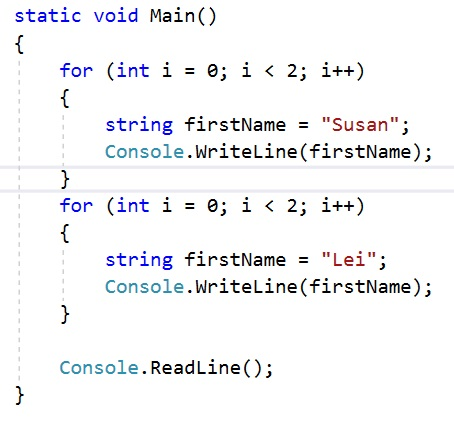 static void Main()
{
    for (int i = 0; i < 2; i++)
    {
        string firstName = "Susan";
        Console.WriteLine(firstName);
    }
    for (int i = 0; i < 2; i++)
    {
        string firstName = "Lei";
        Console.WriteLine(firstName);
    }

    Console.ReadLine();
}